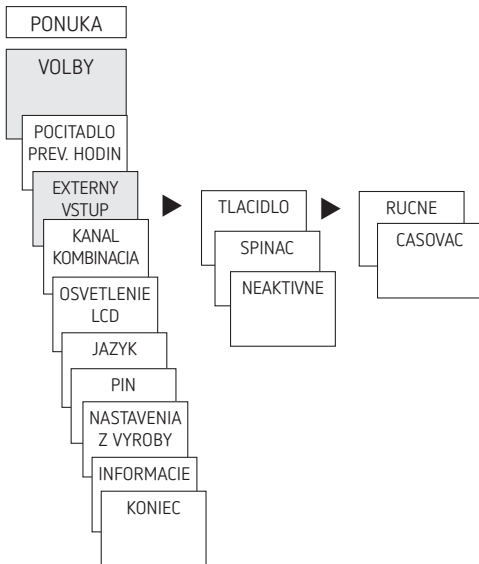 PONUKA
VOLBY
POCITADLO
PREV. HODIN
EXTERNY
VSTUP
KANAL
KOMBINACIA
OSVETLENIE
LCD
JAZYK
PIN
NASTAVENIA
Z VYROBY
INFORMACIE
KONIEC
TLACIDLO
SPINAC
NEAKTIVNE
RUCNE
CASOVAC